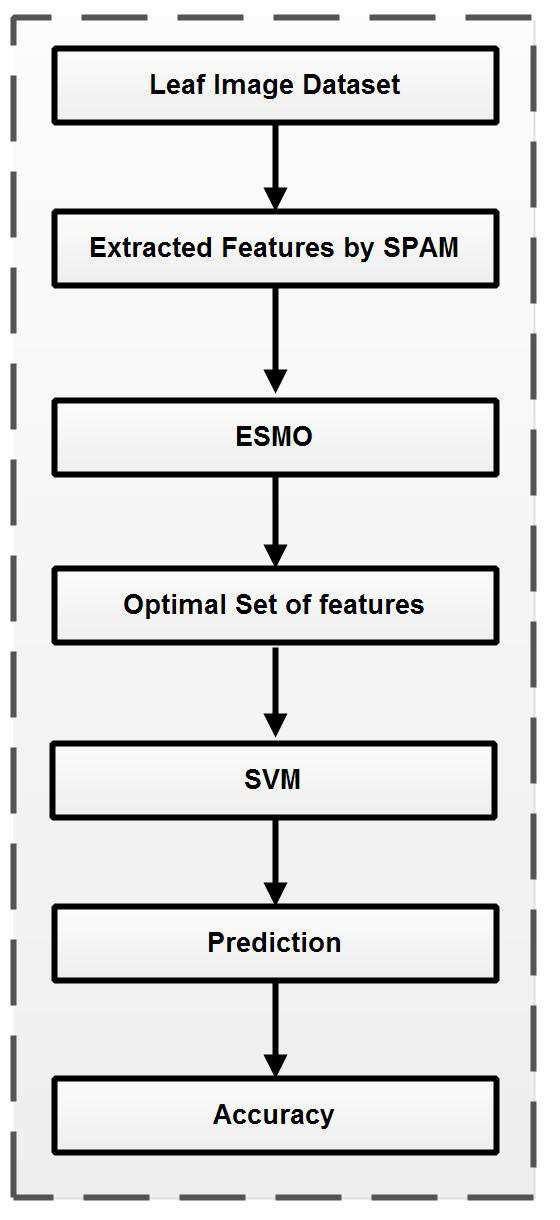 Leaf Image Dataset
Extracted Features by SPAM
ESMO
Optimal Set of features
SVM
Prediction
Accuracy